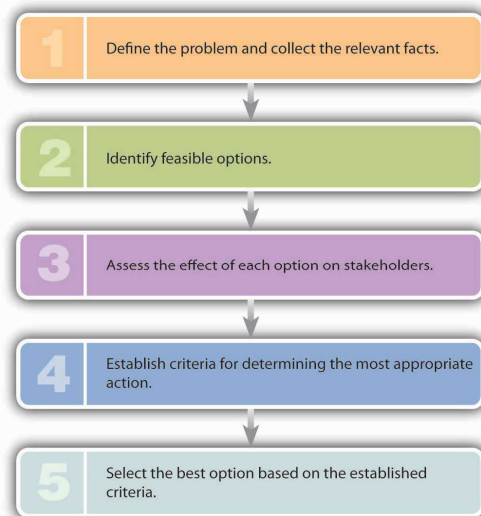 1
Define the problem and collect the relevant facts.
2
Identify feasible options.
3
Assess the effect of each option on stakeholders.
4
Establish criteria for determining the most appropriate
action.
5
Select the best option based on the established
criteria.